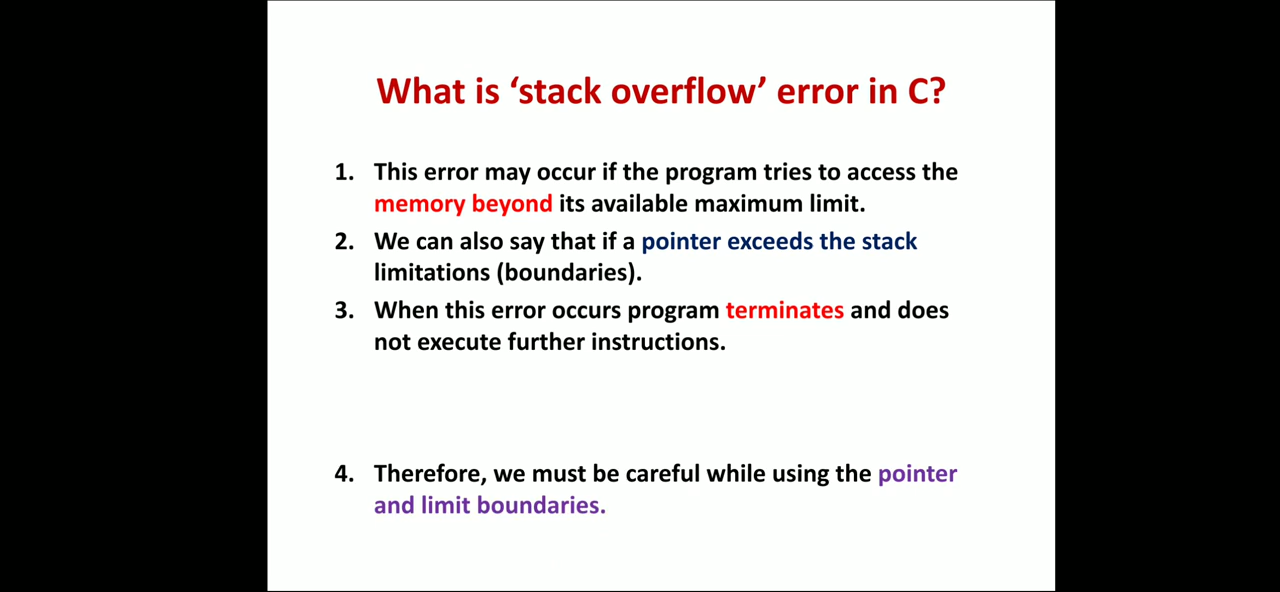 What is ‘stack overflow’ error in C?
1. This error may occur if the program tries to access the
memory beyond its available maximum limit.
2. We can also say that if a pointer exceeds the stack
limitations (boundaries).
3. When this error occurs program terminates and does
not execute further instructions.
4. Therefore, we must be careful while using the pointer
and limit boundaries.